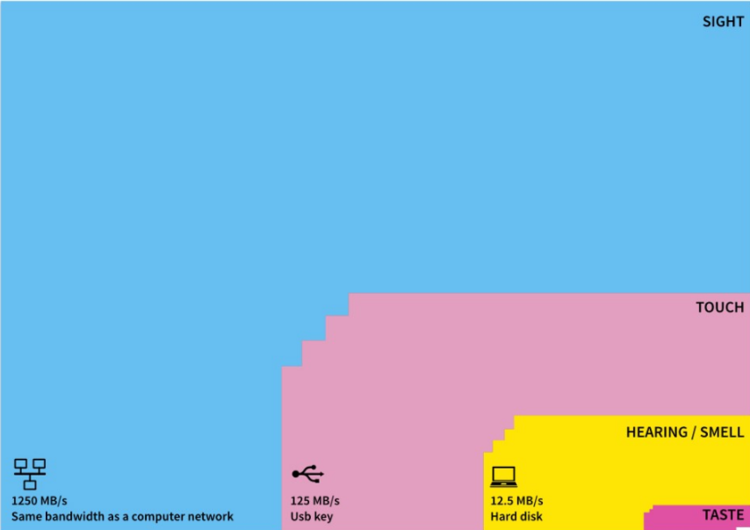 SIGHT
TOUCH
HEARING / SMELL
1250 MB/s
Same bandwidth as a computer network
125 MB/s
Usb key
12.5 MB/s
Hard disk
TASTE